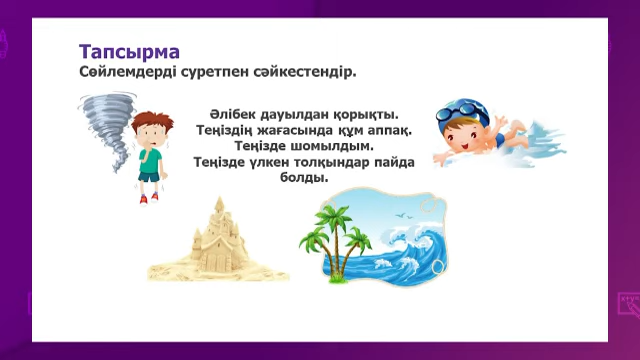 Тапсырма
Сөйлемдерді суретпен сәйкестендір.
Әлібек дауылдан қорықты.
Теңіздің жағасында құм аппақ.
Теңізде шомылдым.
Теңізде үлкен толқындар пайда
болды.